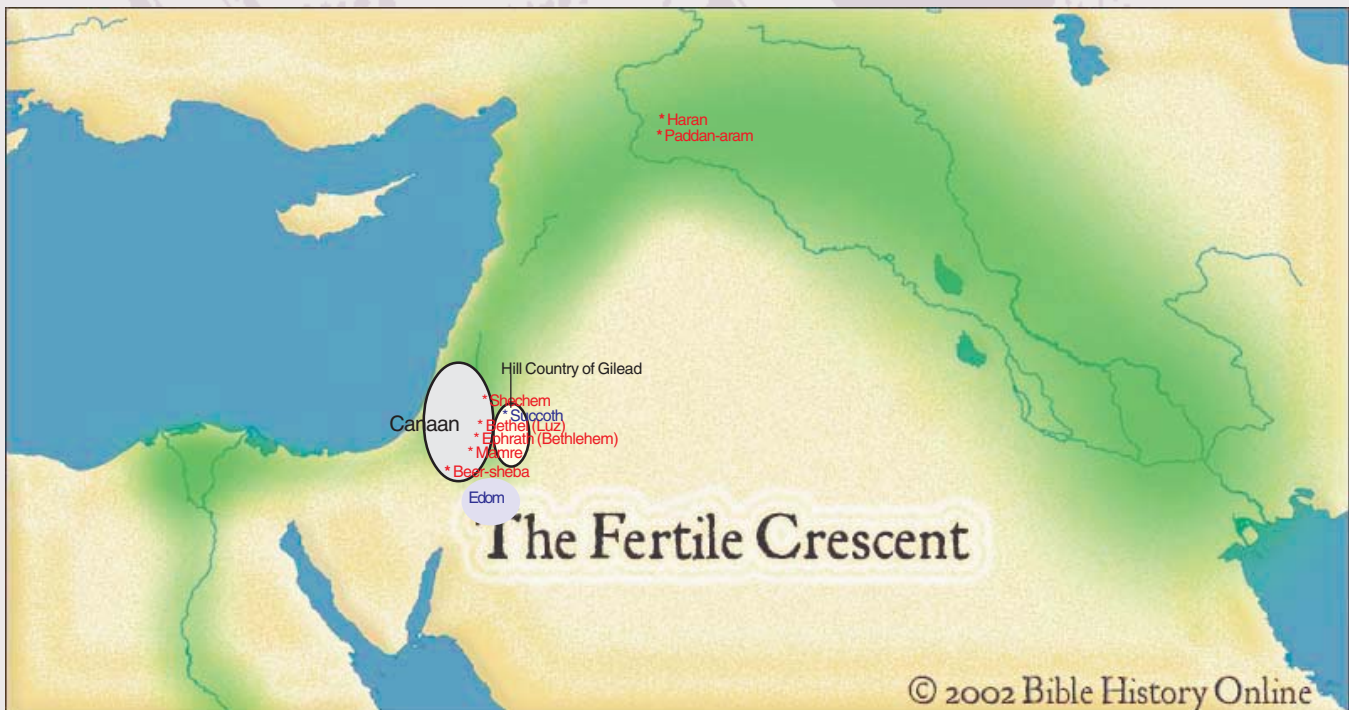 * Haran
* Paddan-aram
Hill Country of Gilead
* Shechem
* Succoth
Canaan
* Bethel (Luz)
* Ephrath (Bethlehem)
* Mamre
* Beer-sheba
Edom
The Fertile Crescent
© 2002 Bible History Online